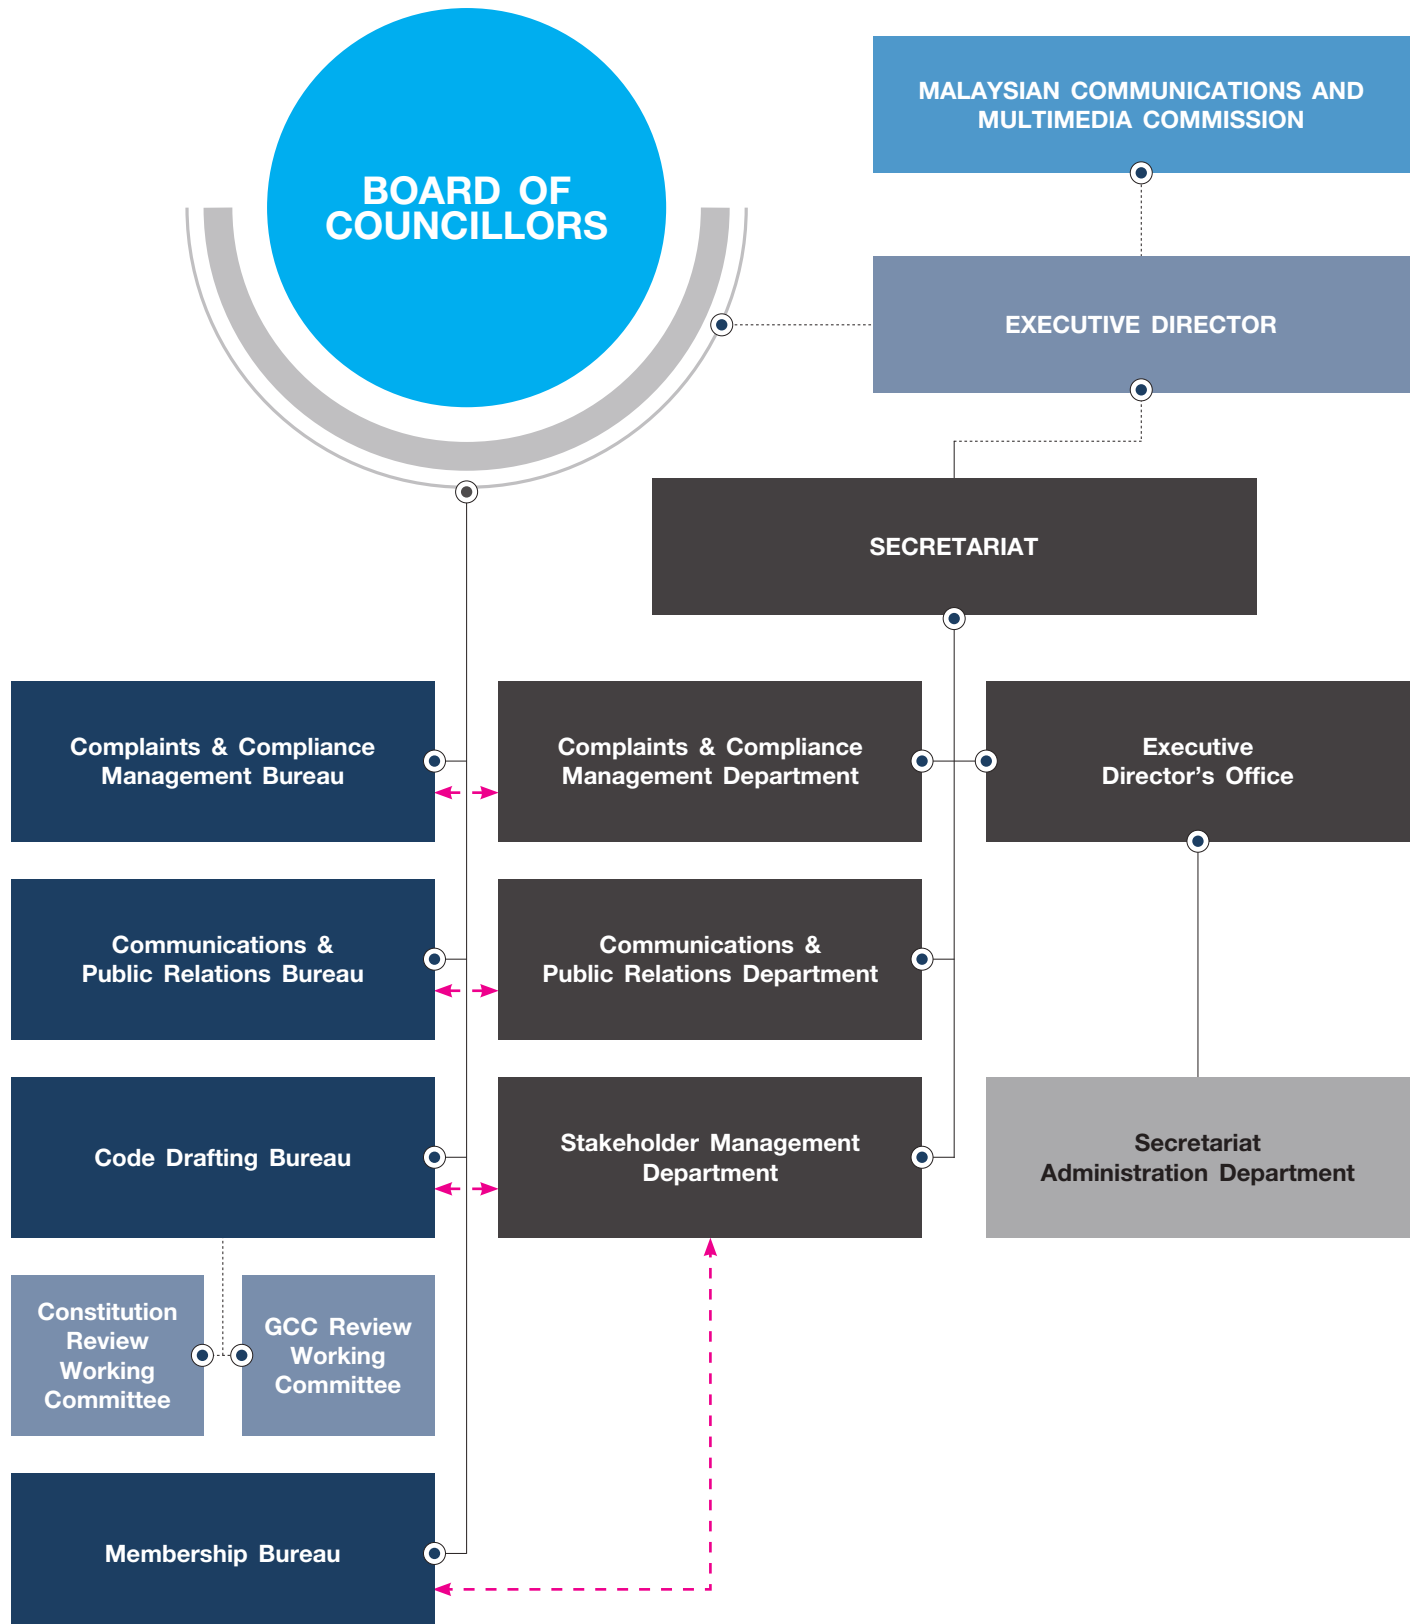 BOARD OF
COUNCILLORS
MALAYSIAN COMMUNICATIONS AND
MULTIMEDIA COMMISSION
EXECUTIVE DIRECTOR
SECRETARIAT
Complaints & Compliance
Management Bureau
Complaints & Compliance
Management Department
Executive
Director’s Office
Communications &
Public Relations Bureau
Communications &
Public Relations Department
Code Drafting Bureau
Stakeholder Management
Department
Secretariat
Administration Department
Constitution
Review
Working
Committee
GCC Review
Working
Committee
Membership Bureau